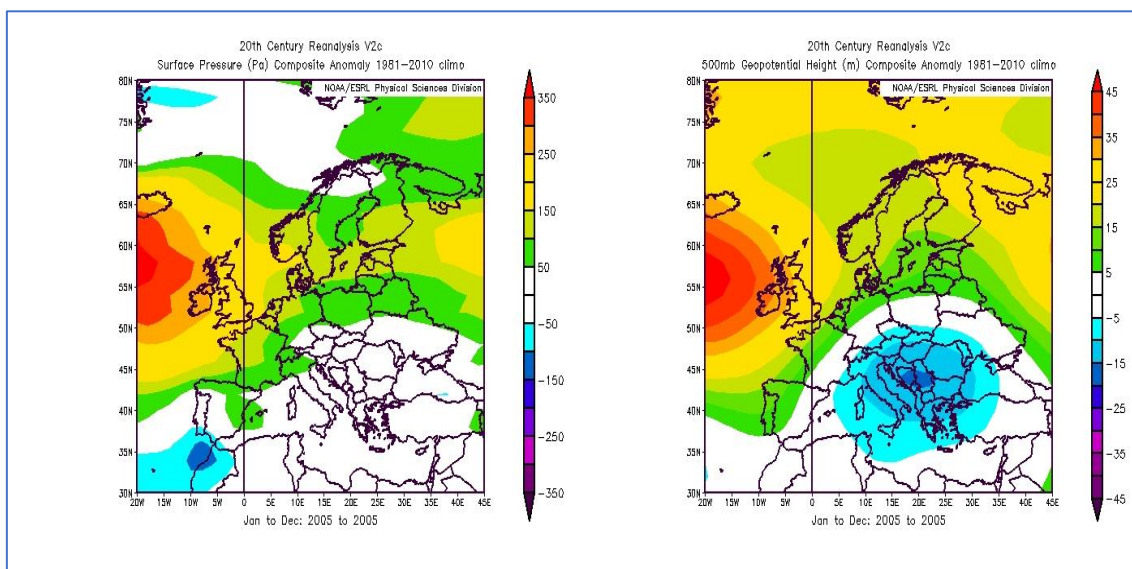 20th Century Reanalysis V2c
Surface Pressure (Pa) Composite Anomaly 1981-2010 climo
NOAA/ESRL Physical Sciences Division
80N
75N
70N
65N
60N
55N
50N
45N
40N
35N
30N
20W
15W
10W
5W
0
5E
10E
15E
20E
25E
30E
35E
40E
45E
350
250
150
50
-50
-150
-250
-350
Jan to Dec: 2005 to 2005
20th Century Reanalysis V2c
500mb Geopotential Height (m) Composite Anomaly 1981-2010 climo
NOAA/ESRL Physical Sciences Division
80N
75N
70N
65N
60N
55N
50N
45N
40N
35N
30N
20W
15W
10W
5W
0
5E
10E
15E
20E
25E
30E
35E
40E
45E
45
35
25
15
5
-5
-15
-25
-35
-45
Jan to Dec: 2005 to 2005